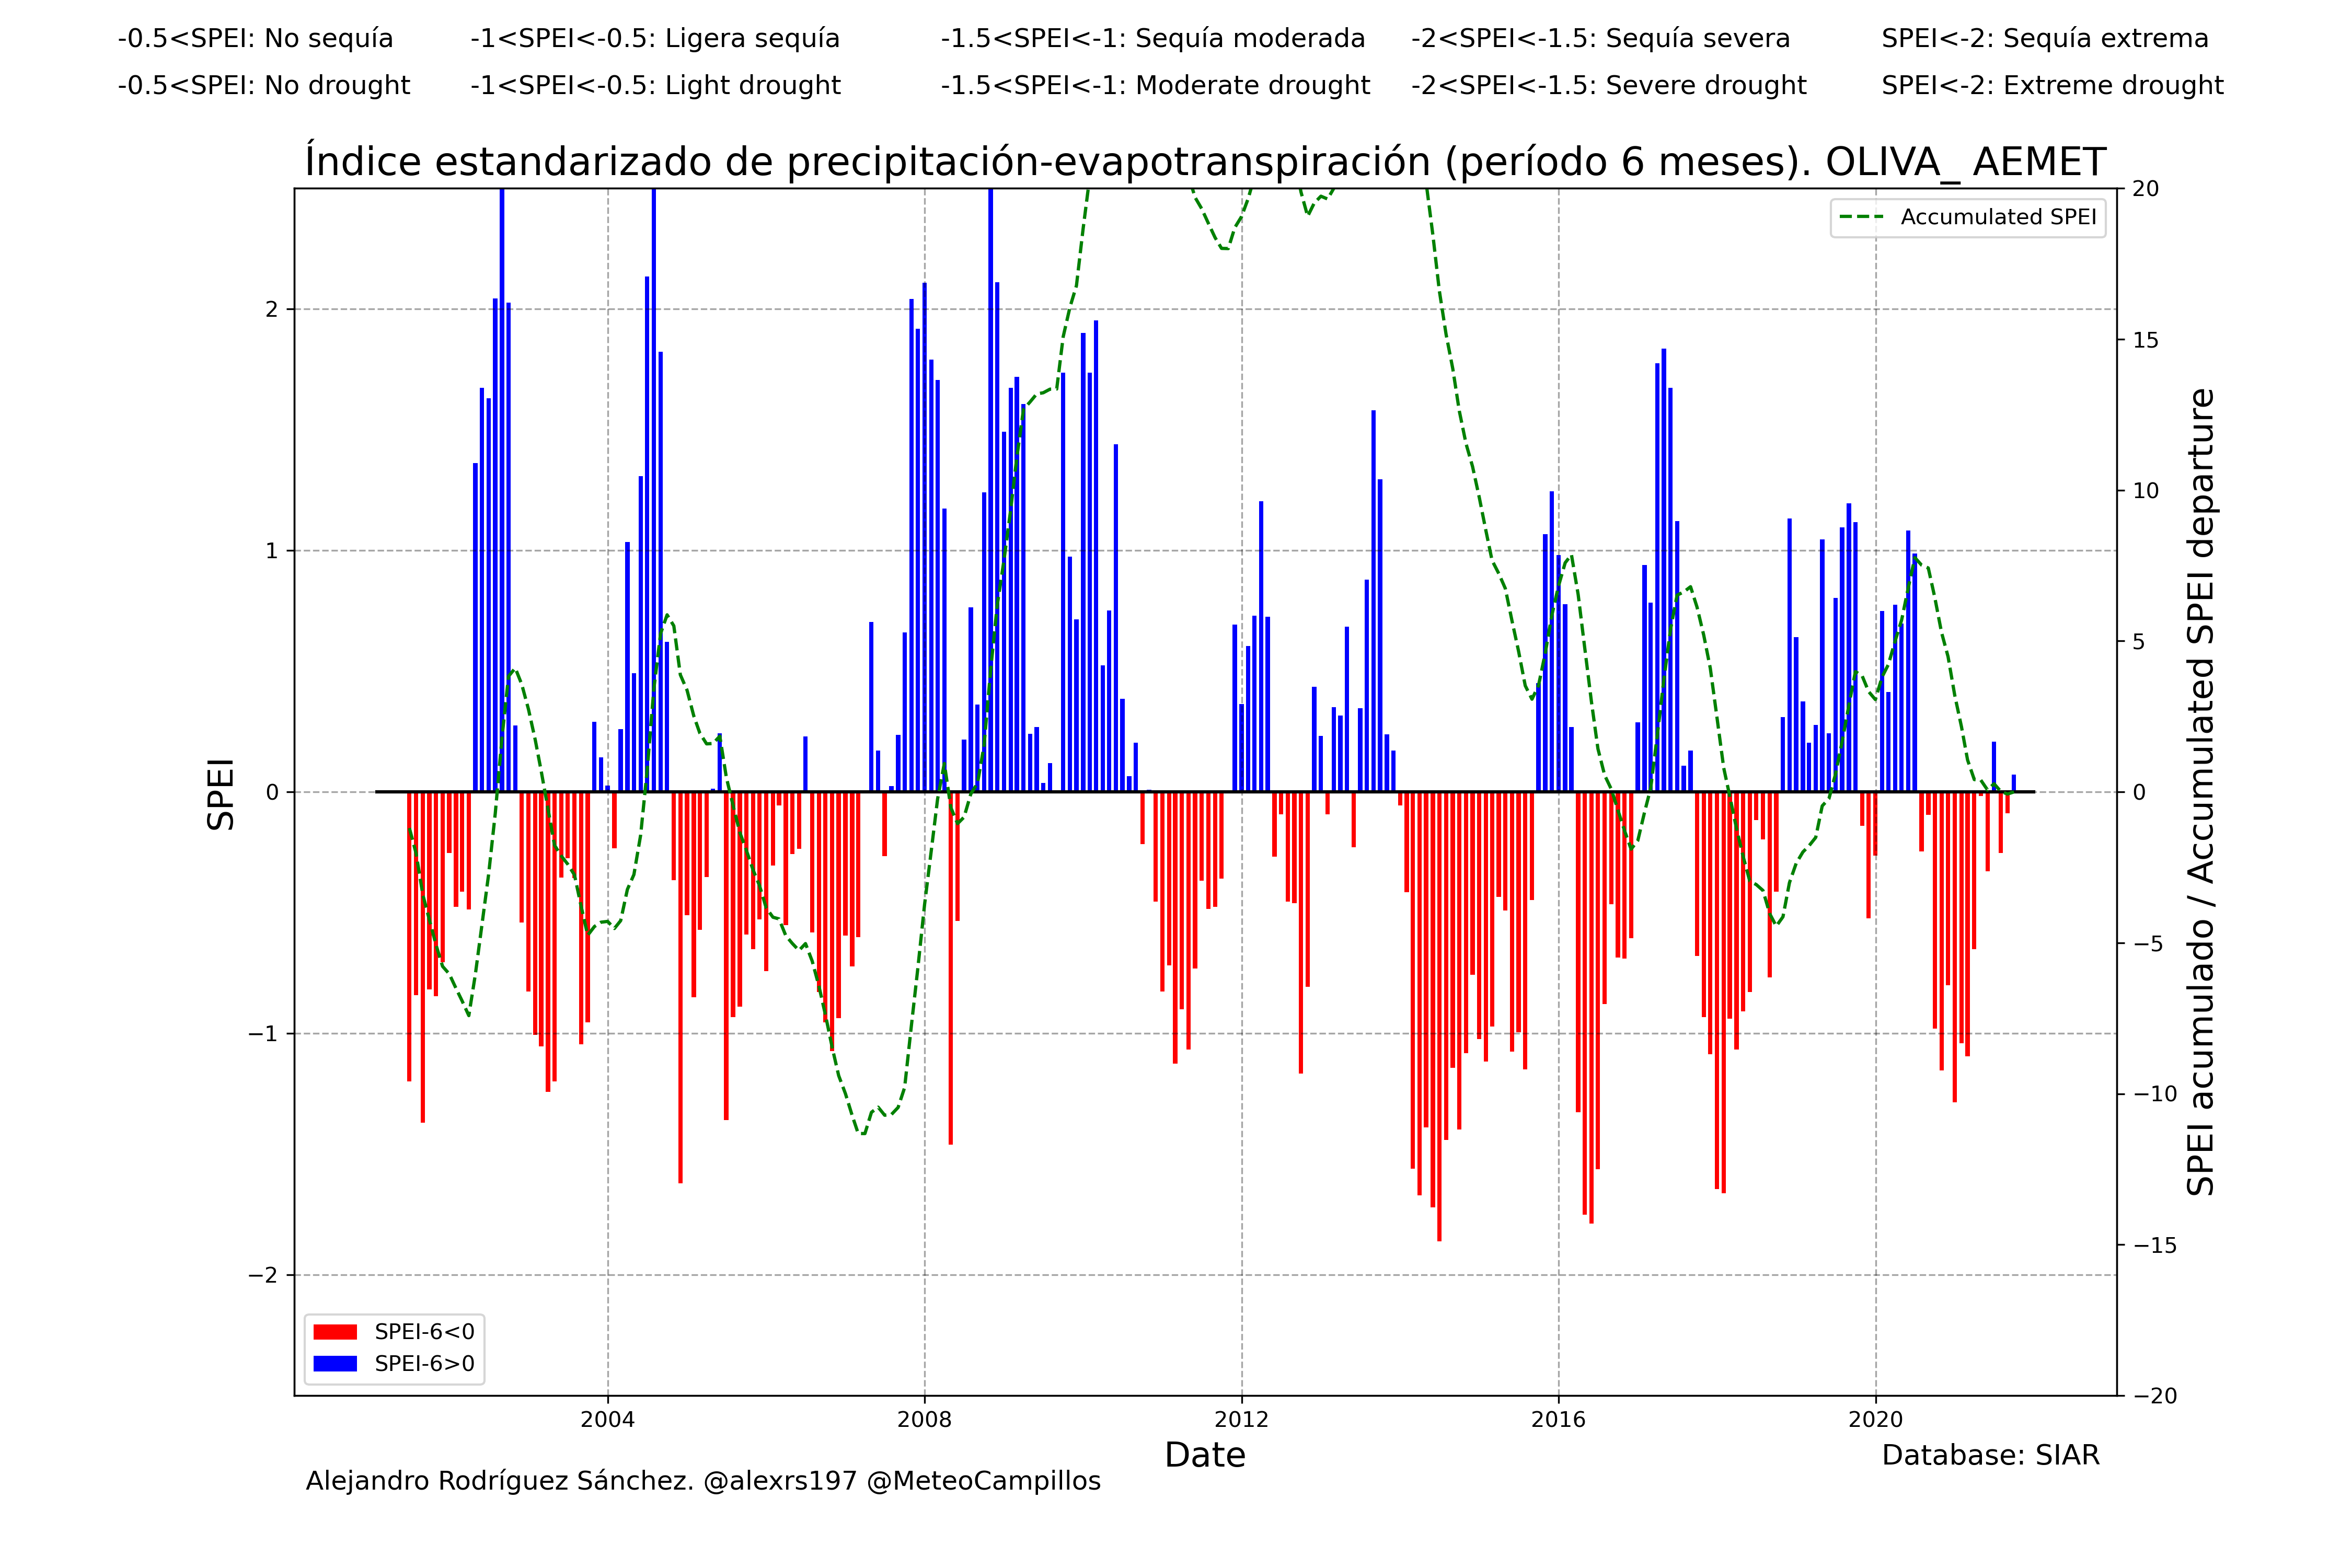 -0.5<SPEI: No sequía -1<SPEI<-0.5: Ligera sequía -1.5<SPEI<-1: Sequía moderada -2<SPEI<-1.5: Sequía severa SPEI<-2: Sequía extrema
-0.5<SPEI: No drought -1<SPEI<-0.5: Light drought -1.5<SPEI<-1: Moderate drought -2<SPEI<-1.5: Severe drought SPEI<-2: Extreme drought
Índice estandarizado de precipitación-evapotranspiración (período 6 meses). OLIVA_ AEMET
Accumulated SPEI
2
1
0
−1
−2
SPEI
20
15
10
5
0
−5
−10
−15
−20
SPEI acumulado / Accumulated SPEI departure
SPEI-6<0
SPEI-6>0
2004 2008 2012 2016 2020
Date
Database: SIAR
Alejandro Rodríguez Sánchez. @alexrs197 @MeteoCampillos